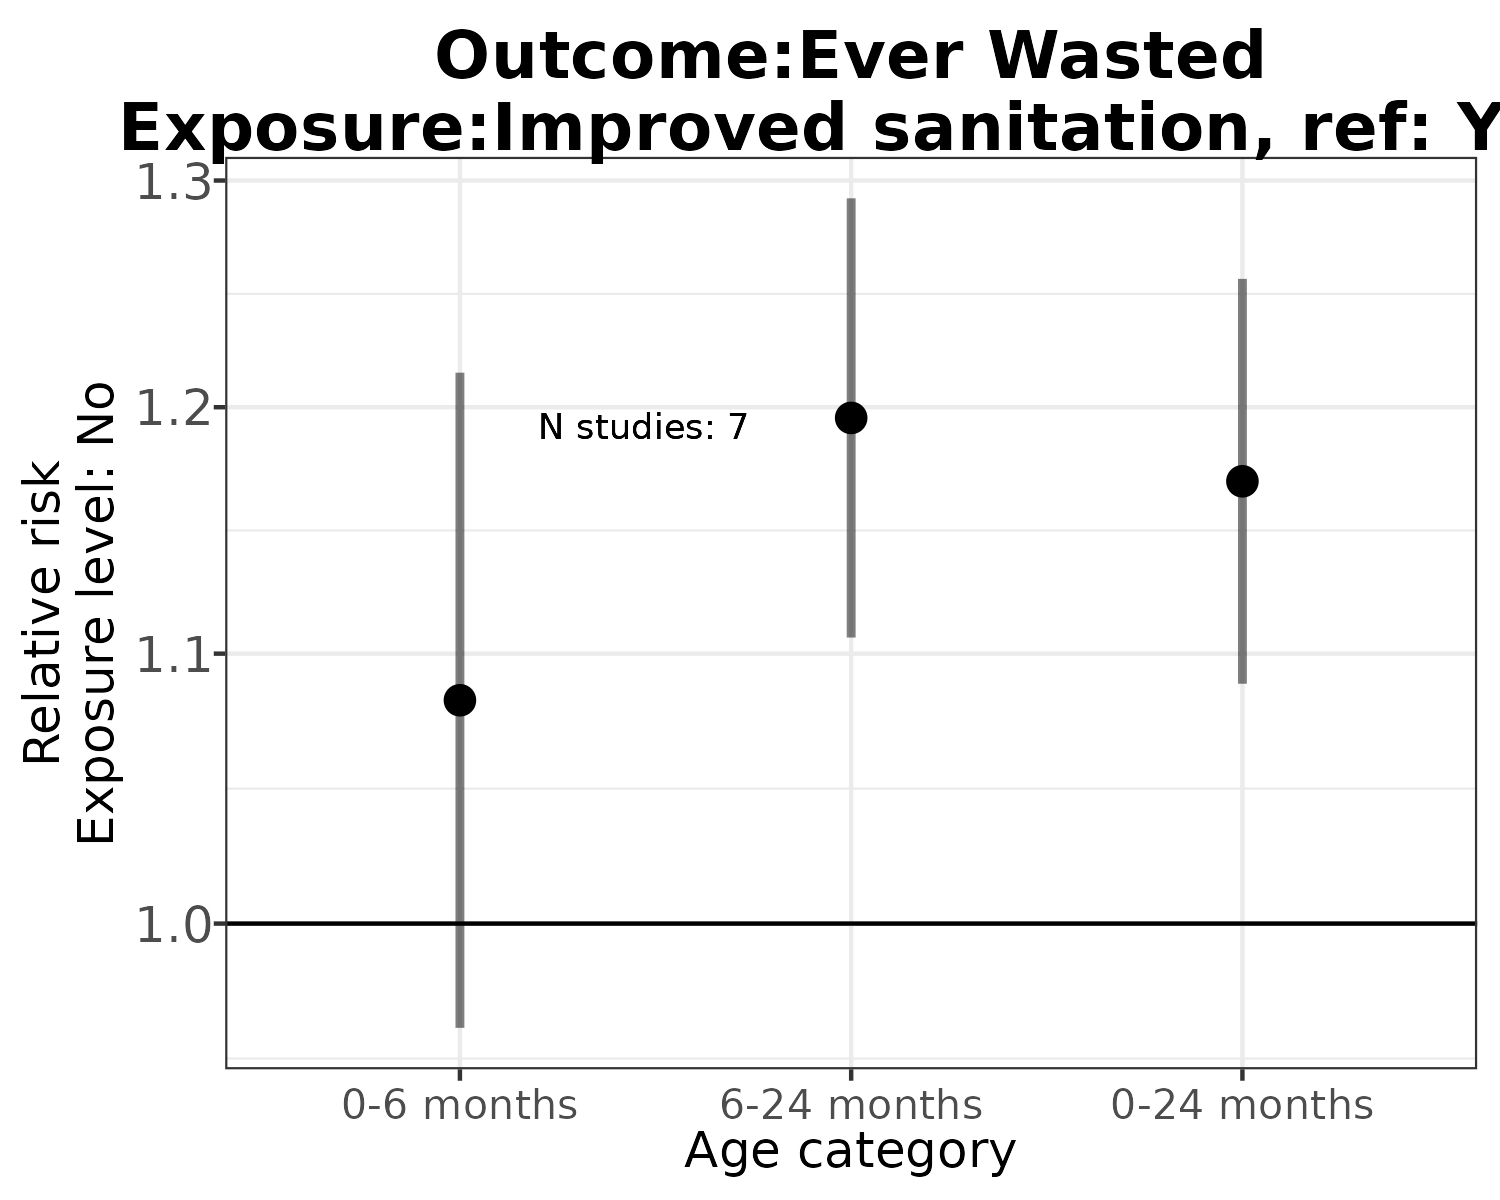 Outcome:Ever Wasted
Exposure:Improved sanitation, ref: Y
1.3
1.2
1.1
1.0
Relative risk
Exposure level: No
N studies: 7
0-6 months
6-24 months
0-24 months
Age category